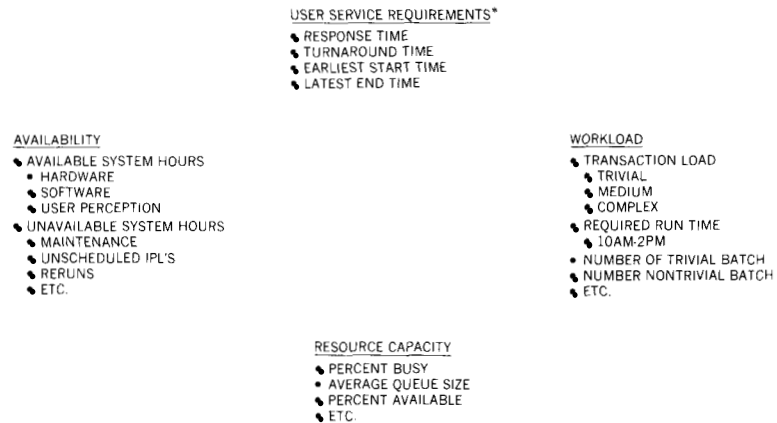 USER SERVICE REQUIREMENTS*
• RESPONSE TIME
• TURNAROUND TIME
• EARLIEST START TIME
• LATEST END TIME
AVAILABILITY
• AVAILABLE SYSTEM HOURS
• HARDWARE
• SOFTWARE
• USER PERCEPTION
• UNAVAILABLE SYSTEM HOURS
• MAINTENANCE
• UNSCHEDULED IPL'S
• RERUNS
• ETC.
WORKLOAD
• TRANSACTION LOAD
• TRIVIAL
• MEDIUM
• COMPLEX
• REQUIRED RUN TIME
• 10AM-2PM
• NUMBER OF TRIVIAL BATCH
• NUMBER NONTRIVIAL BATCH
• ETC.
RESOURCE CAPACITY
• PERCENT BUSY
• AVERAGE QUEUE SIZE
• PERCENT AVAILABLE
• ETC.